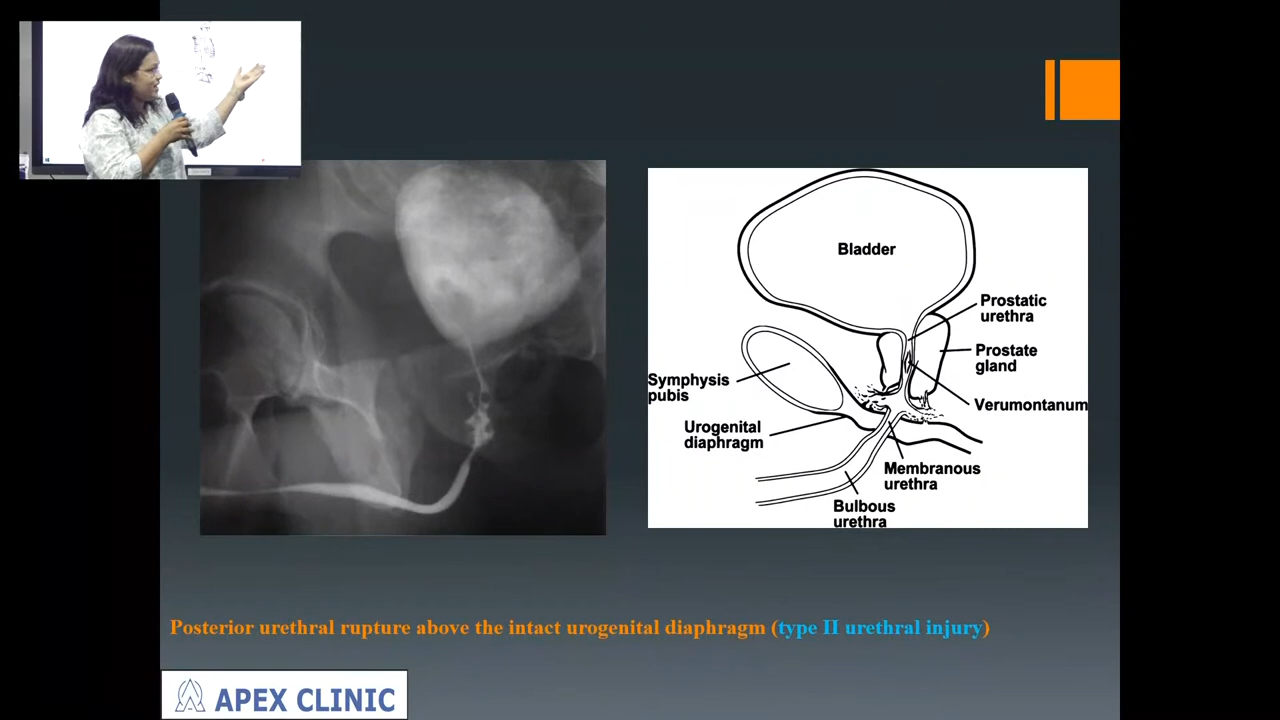 Bladder
Prostatic
urethra
Prostate
gland
Symphysis
pubis
Verumontanum
Urogenital
diaphragm
Membranous
urethra
Bulbous
urethra
Posterior urethral rupture above the intact urogenital diaphragm (type II urethral injury)
APEX CLINIC